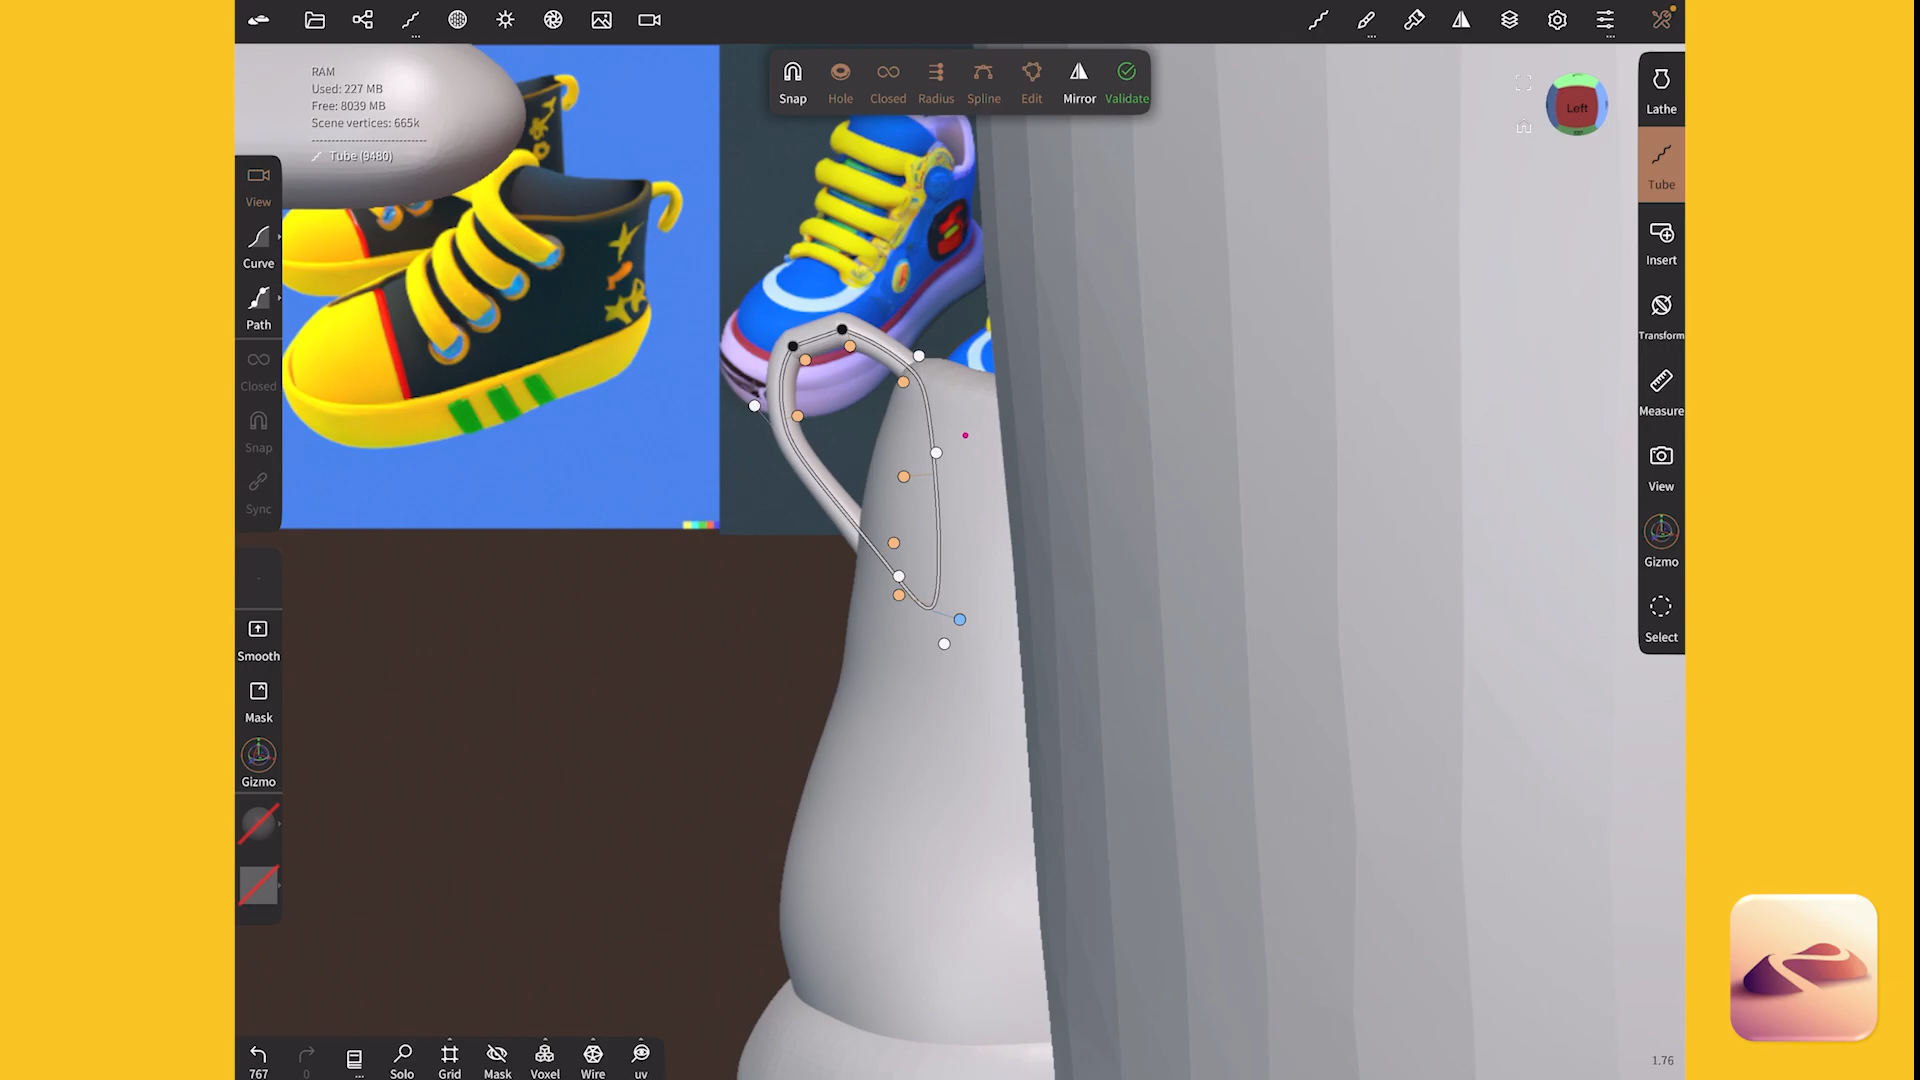 RAM
Used: 227 MB
Free: 8039 MB
Scene vertices: 665k
Tube (9480)
Snap
Hole
Closed
Radius
Spline
Edit
Mirror
Validate
Left
View
Curve
Path
Closed
Snap
Sync
Smooth
Mask
Gizmo
Lathe
Tube
Insert
Transform
Measure
View
Gizmo
Select
767
0
Solo
Grid
Mask
Voxel
Wire
uv
1.76